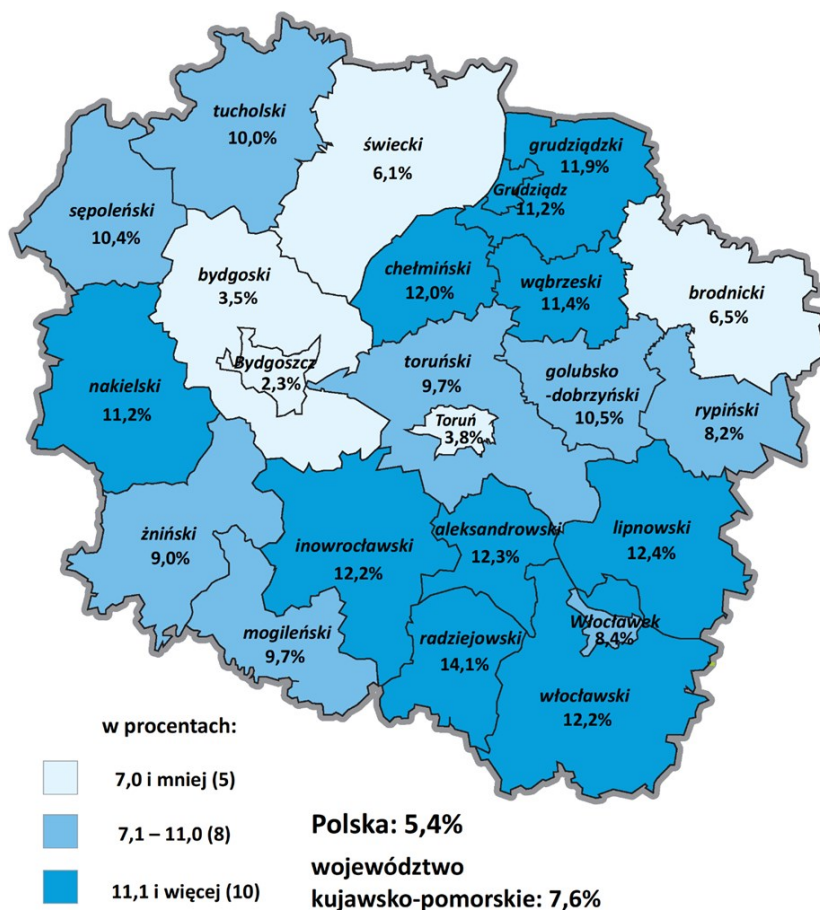 tucholski
10,0%
świecki
6,1%
grudziądzki
11,9%
Grudziądz
11,2%
sępoleński
10,4%
bydgoski
3,5%
chełmiński
12,0%
wąbrzeski
11,4%
brodnicki
6,5%
Bydgoszcz
2,3%
toruński
9,7%
golubsko
-dobrzyński
10,5%
nakielski
11,2%
Toruń
3,8%
rypiński
8,2%
żniński
9,0%
inowrocławski
12,2%
aleksandrowski
12,3%
lipnowski
12,4%
mogileński
9,7%
radziejowski
14,1%
Włocławek
8,4%
włocławski
12,2%
w procentach:
7,0 i mniej (5)
7,1 – 11,0 (8)
11,1 i więcej (10)
Polska: 5,4%
województwo
kujawsko-pomorskie: 7,6%